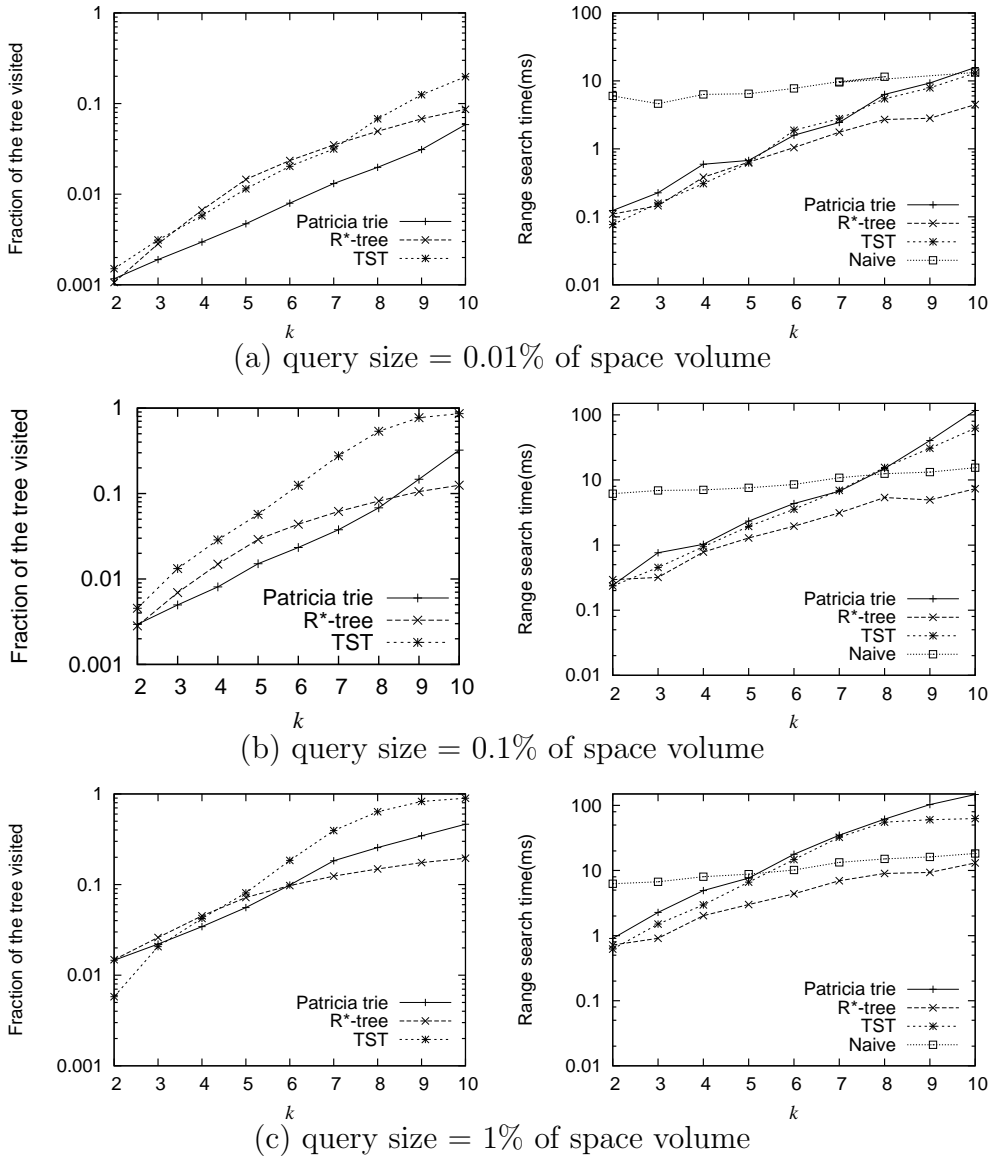 Fraction of the tree visited
1
0.1
0.01
0.001
2 3 4 5 6 7 8 9 10
k
Patricia trie
R*-tree
TST
Range search time(ms)
100
10
1
0.1
0.01
2 3 4 5 6 7 8 9 10
k
Patricia trie
R*-tree
TST
Naive
(a) query size = 0.01% of space volume
Fraction of the tree visited
1
0.1
0.01
0.001
2 3 4 5 6 7 8 9 10
k
Patricia trie
R*-tree
TST
Range search time(ms)
100
10
1
0.1
0.01
2 3 4 5 6 7 8 9 10
k
Patricia trie
R*-tree
TST
Naive
(b) query size = 0.1% of space volume
Fraction of the tree visited
1
0.1
0.01
0.001
2 3 4 5 6 7 8 9 10
k
Patricia trie
R*-tree
TST
Range search time(ms)
100
10
1
0.1
0.01
2 3 4 5 6 7 8 9 10
k
Patricia trie
R*-tree
TST
Naive
(c) query size = 1% of space volume